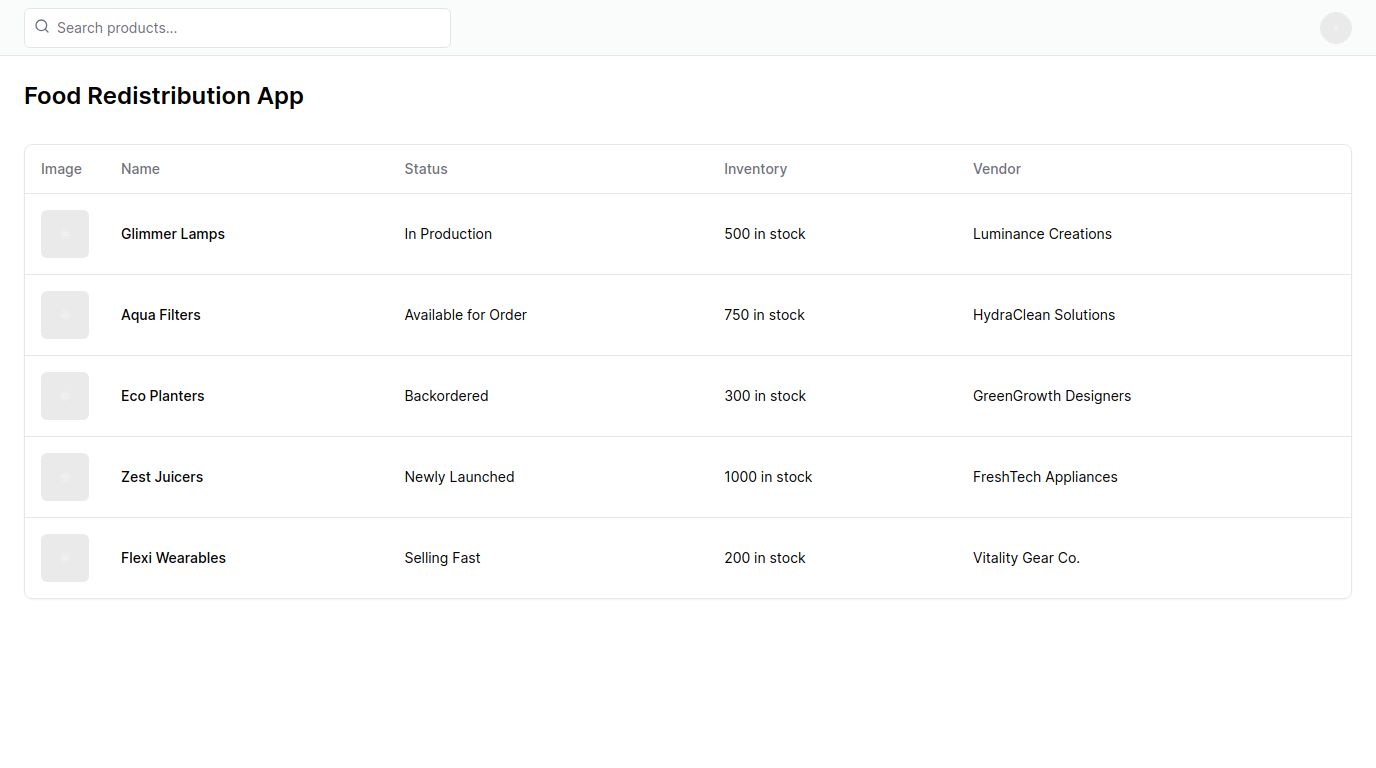 Search products...
Food Redistribution App
Image Name Status Inventory Vendor
Glimmer Lamps In Production 500 in stock Luminance Creations
Aqua Filters Available for Order 750 in stock HydraClean Solutions
Eco Planters Backordered 300 in stock GreenGrowth Designers
Zest Juicers Newly Launched 1000 in stock FreshTech Appliances
Flexi Wearables Selling Fast 200 in stock Vitality Gear Co.